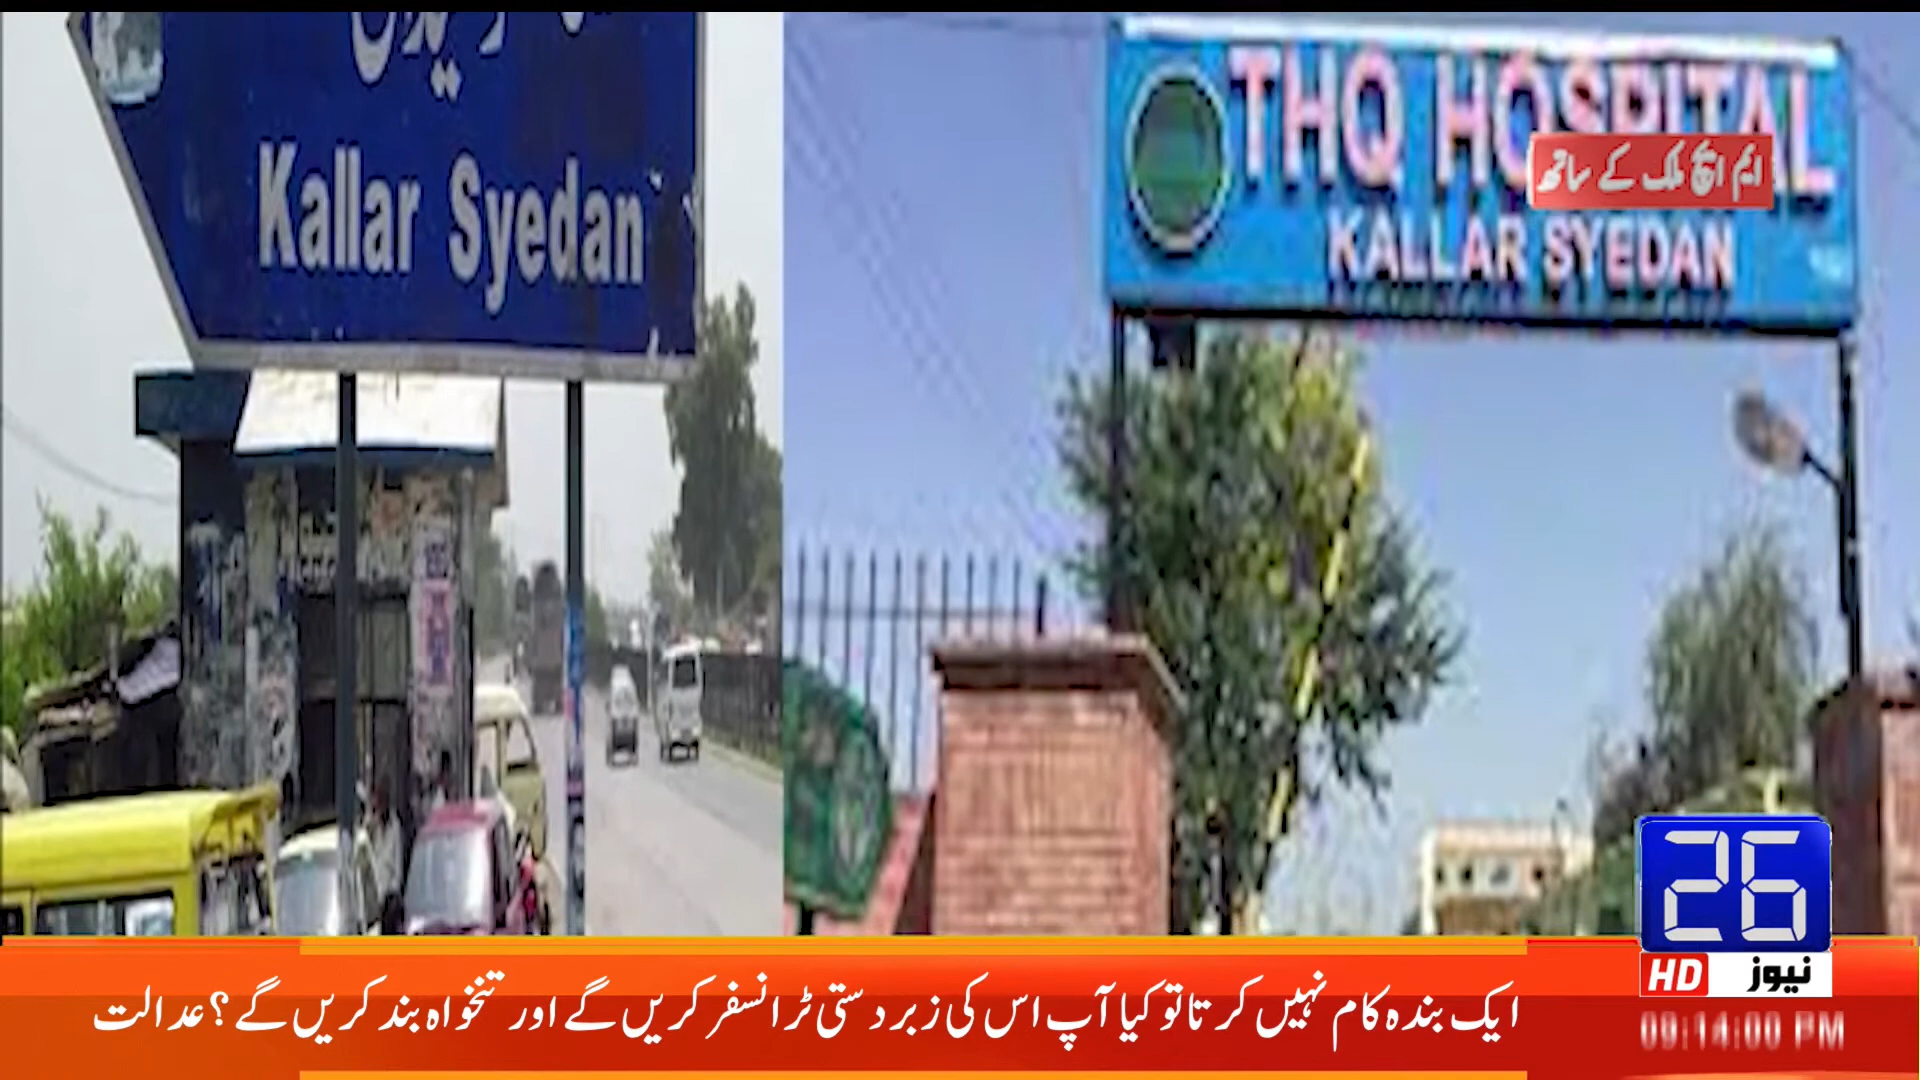 Kallar Syedan
THQ HOSPITAL
ایم ایچ ملک کے ساتھ
KALLAR SYEDAN
26
HD نیوز
ایک بندہ کام نہیں کرتا تو کیا آپ اس کی زبردستی ٹرانسفر کریں گے اور تنخواہ بند کریں گے؟ عدالت
09:14:00 PM